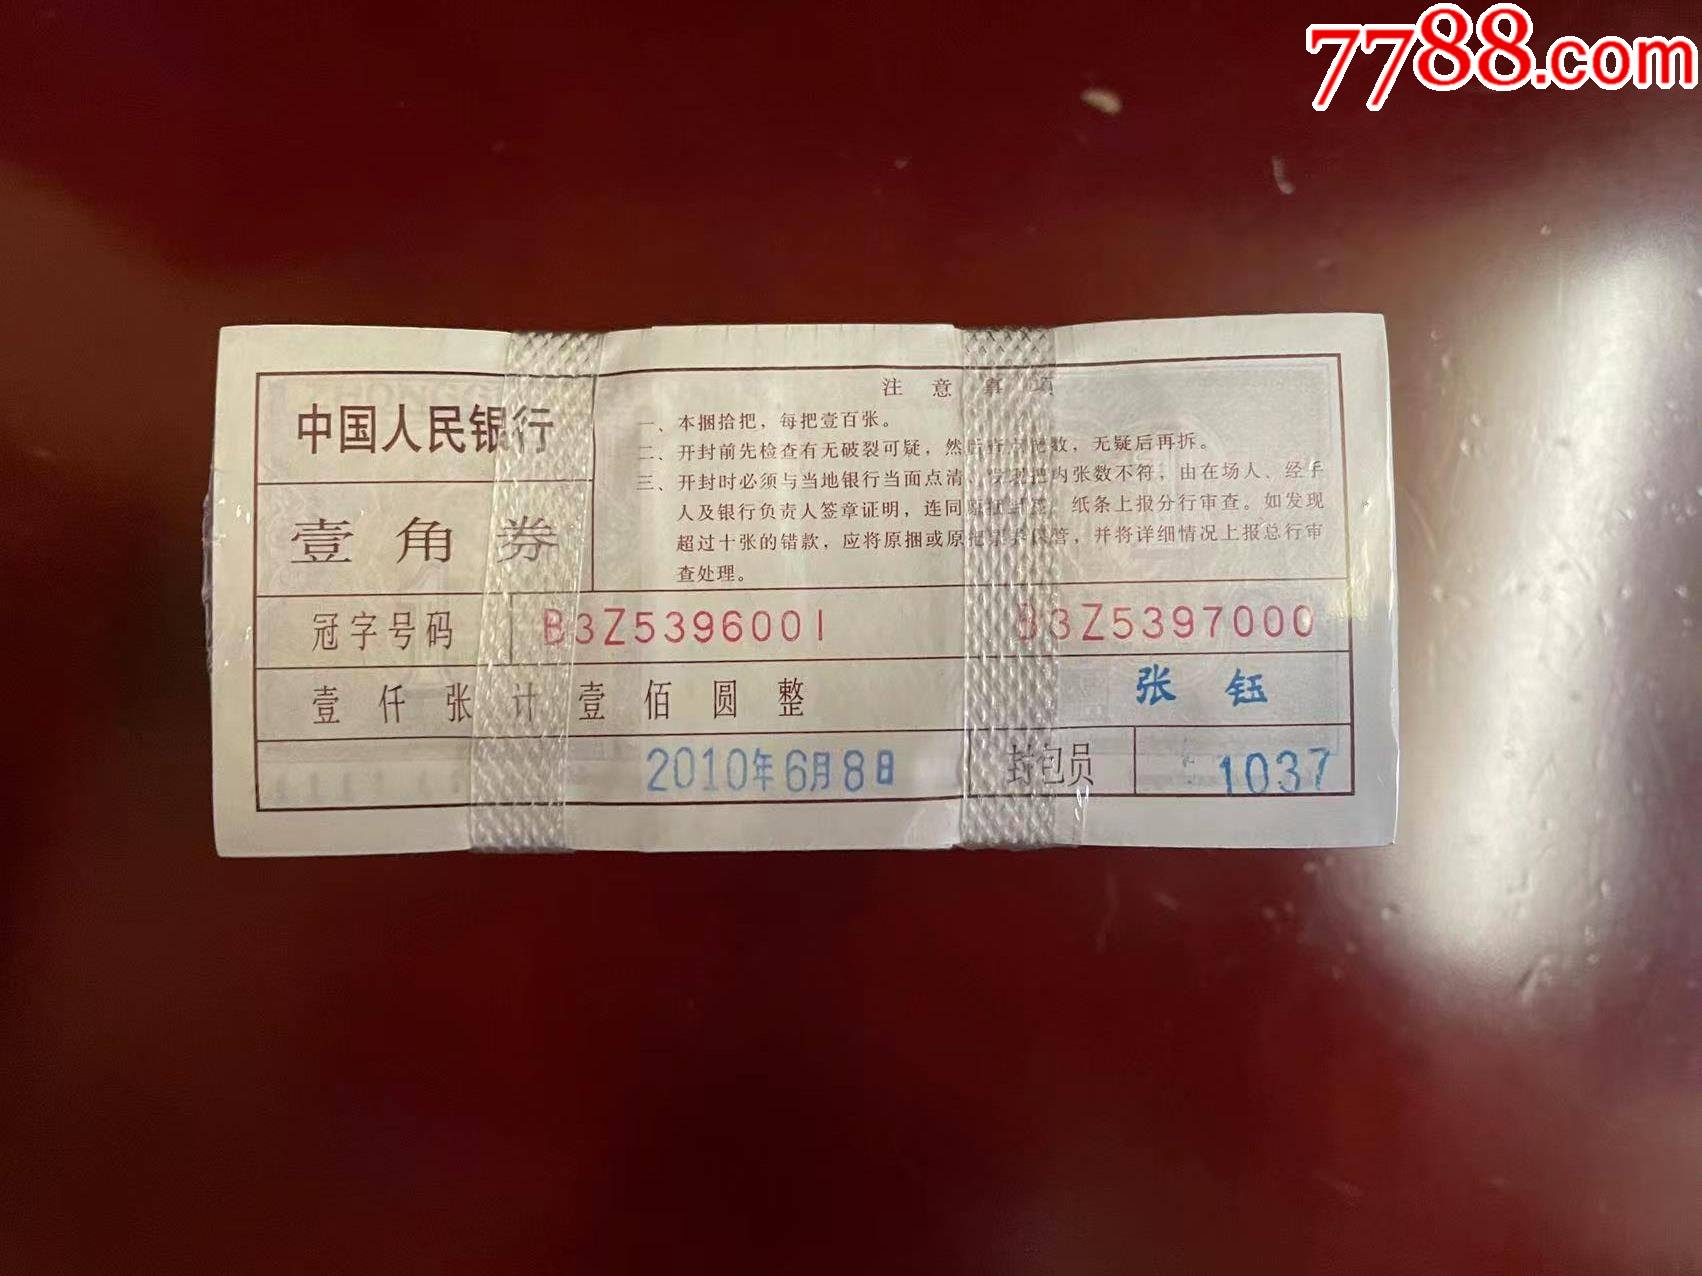 7788.com
中国人民银行
壹角券
注意事项
一、本捆拾把，每把壹百张。
二、开封前先检查有无破裂可疑，然后查点把数，无疑后再拆。
三、开封时必须与当地银行当面点清，发现把内张数不符，由在场人、经手
人及银行负责人签章证明，连同原捆封签、纸条上报分行审查。如发现
超过十张的错款，应将原捆或原把票券保管，并将详细情况上报总行审
查处理。
冠字号码 B3Z5396001 B3Z5397000
壹仟张计壹佰圆整 张钰
2010年6月8日 封包员 1037